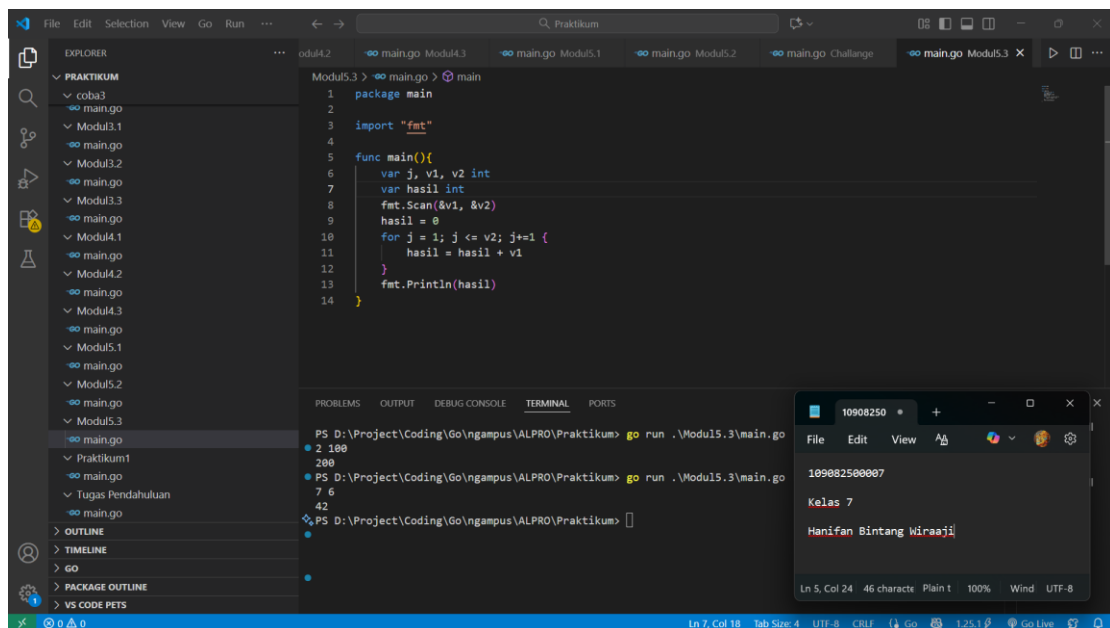 File Edit Selection View Go Run ··· Praktikum
EXPLORER ···
PRAKTIKUM
coba3
main.go
Modul3.1
main.go
Modul3.2
main.go
Modul3.3
main.go
Modul4.1
main.go
Modul4.2
main.go
Modul4.3
main.go
Modul5.1
main.go
Modul5.2
main.go
Modul5.3
main.go
Praktikum1
main.go
Tugas Pendahuluan
main.go
OUTLINE
TIMELINE
GO
PACKAGE OUTLINE
VS CODE PETS
odul4.2 main.go Modul4.3 main.go Modul5.1 main.go Modul5.2 main.go Challange main.go Modul5.3
Modul5.3 > main.go > main
1 package main
2
3 import "fmt"
4
5 func main(){
6 var j, v1, v2 int
7 var hasil int
8 fmt.Scan(&v1, &v2)
9 hasil = 0
10 for j = 1; j <= v2; j+=1 {
11 hasil = hasil + v1
12 }
13 fmt.Println(hasil)
14 }
PROBLEMS OUTPUT DEBUG CONSOLE TERMINAL PORTS
PS D:\Project\Coding\Go\ngampus\ALPRO\Praktikum> go run .\Modul5.3\main.go
2 100
200
PS D:\Project\Coding\Go\ngampus\ALPRO\Praktikum> go run .\Modul5.3\main.go
7 6
42
PS D:\Project\Coding\Go\ngampus\ALPRO\Praktikum>
10908250
File Edit View
109082500007
Kelas 7
Hanifan Bintang Wiraaji
Ln 5, Col 24 46 characte Plain t 100% Wind UTF-8
0 0 Ln 7, Col 18 Tab Size: 4 UTF-8 CRLF Go 1.25.1 Go Live